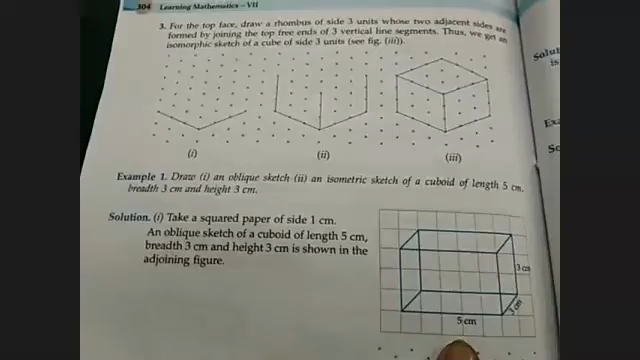 304 Learning Mathematics – VII
3. For the top face, draw a rhombus of side 3 units whose two adjacent sides are
formed by joining the top free ends of 3 vertical line segments. Thus, we get an
isomorphic sketch of a cube of side 3 units (see fig. (iii)).
(i) (ii) (iii)
Example 1. Draw (i) an oblique sketch (ii) an isometric sketch of a cuboid of length 5 cm,
breadth 3 cm and height 3 cm.
Solution. (i) Take a squared paper of side 1 cm.
An oblique sketch of a cuboid of length 5 cm,
breadth 3 cm and height 3 cm is shown in the
adjoining figure.
3 cm
3 cm
5 cm